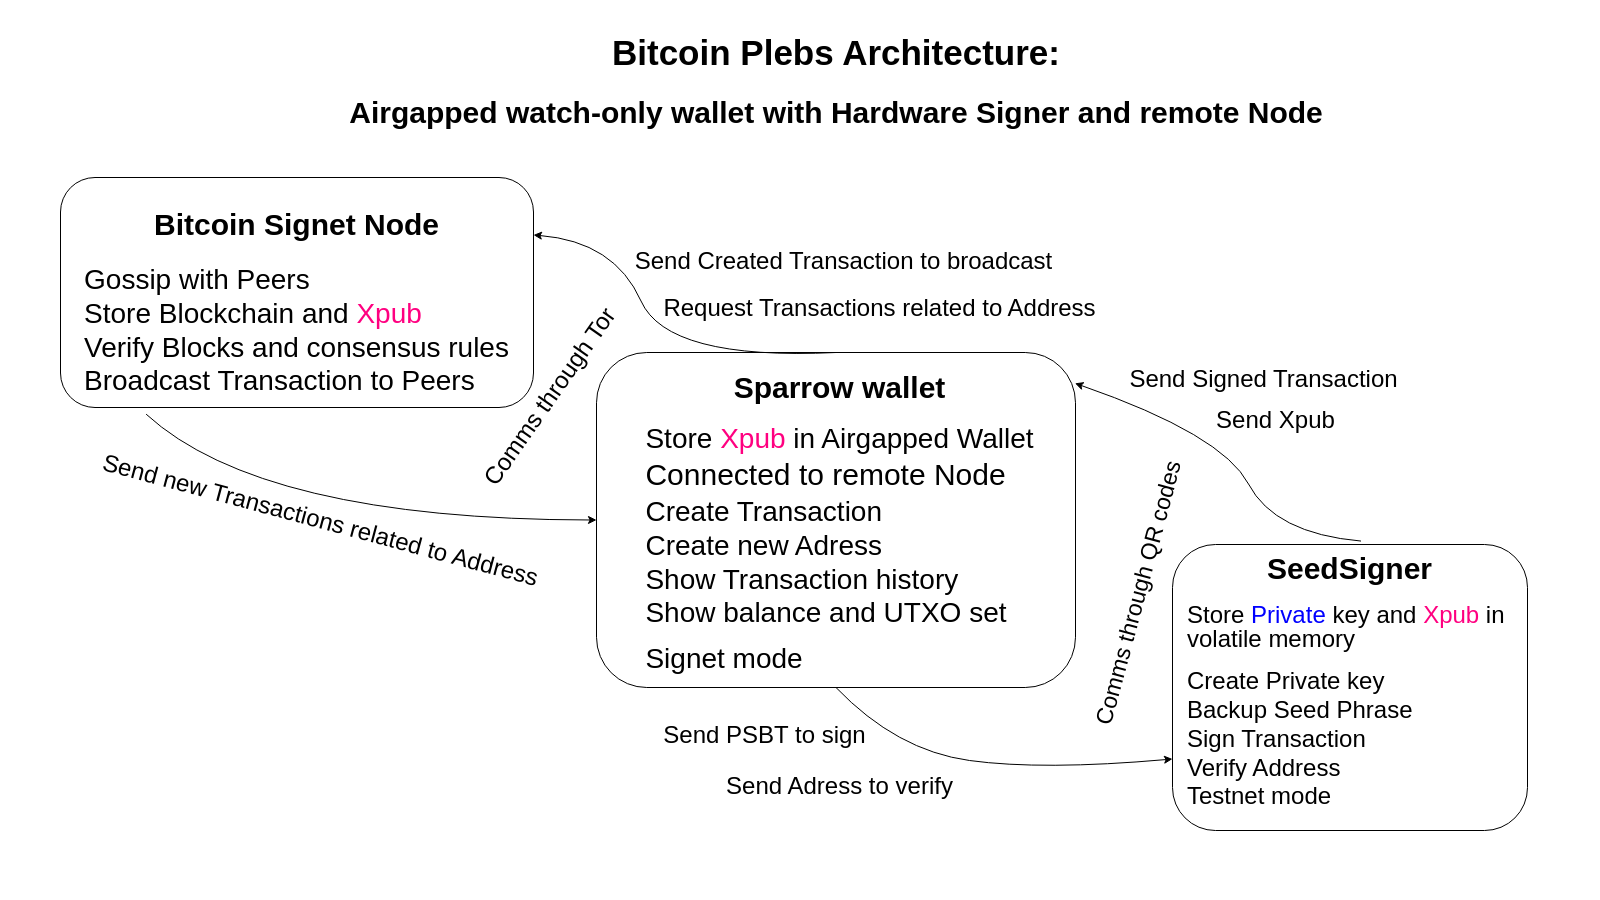 Bitcoin Plebs Architecture:
Airgapped watch-only wallet with Hardware Signer and remote Node
Bitcoin Signet Node
Gossip with Peers
Store Blockchain and Xpub
Verify Blocks and consensus rules
Broadcast Transaction to Peers
Send Created Transaction to broadcast
Request Transactions related to Address
Comms through Tor
Send new Transactions related to Address
Sparrow wallet
Store Xpub in Airgapped Wallet
Connected to remote Node
Create Transaction
Create new Adress
Show Transaction history
Show balance and UTXO set
Signet mode
Send Signed Transaction
Send Xpub
Comms through QR codes
Send PSBT to sign
Send Adress to verify
SeedSigner
Store Private key and Xpub in
volatile memory
Create Private key
Backup Seed Phrase
Sign Transaction
Verify Address
Testnet mode